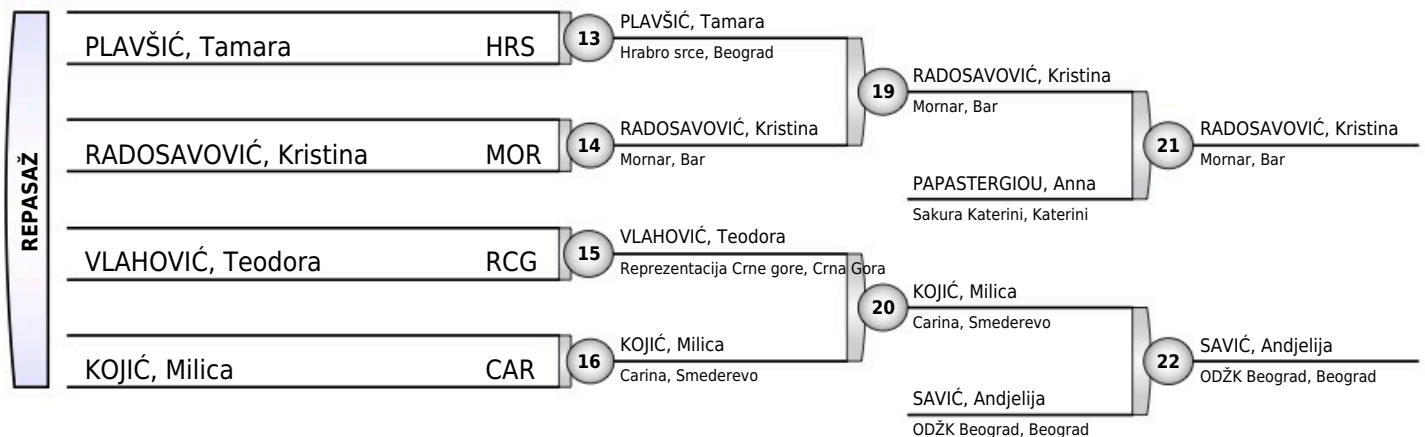 REPASAŽ
PLAVŠIĆ, Tamara HRS
RADOSAVOVIĆ, Kristina MOR
VLAHOVIĆ, Teodora RCG
KOJIĆ, Milica CAR
13
PLAVŠIĆ, Tamara
Hrabro srce, Beograd
14
RADOSAVOVIĆ, Kristina
Mornar, Bar
15
VLAHOVIĆ, Teodora
Reprezentacija Crne gore, Crna Gora
16
KOJIĆ, Milica
Carina, Smederevo
19
RADOSAVOVIĆ, Kristina
Mornar, Bar
PAPASTERGIOU, Anna
Sakura Katerini, Katerini
20
KOJIĆ, Milica
Carina, Smederevo
SAVIĆ, Andjelija
ODŽK Beograd, Beograd
21
RADOSAVOVIĆ, Kristina
Mornar, Bar
22
SAVIĆ, Andjelija
ODŽK Beograd, Beograd